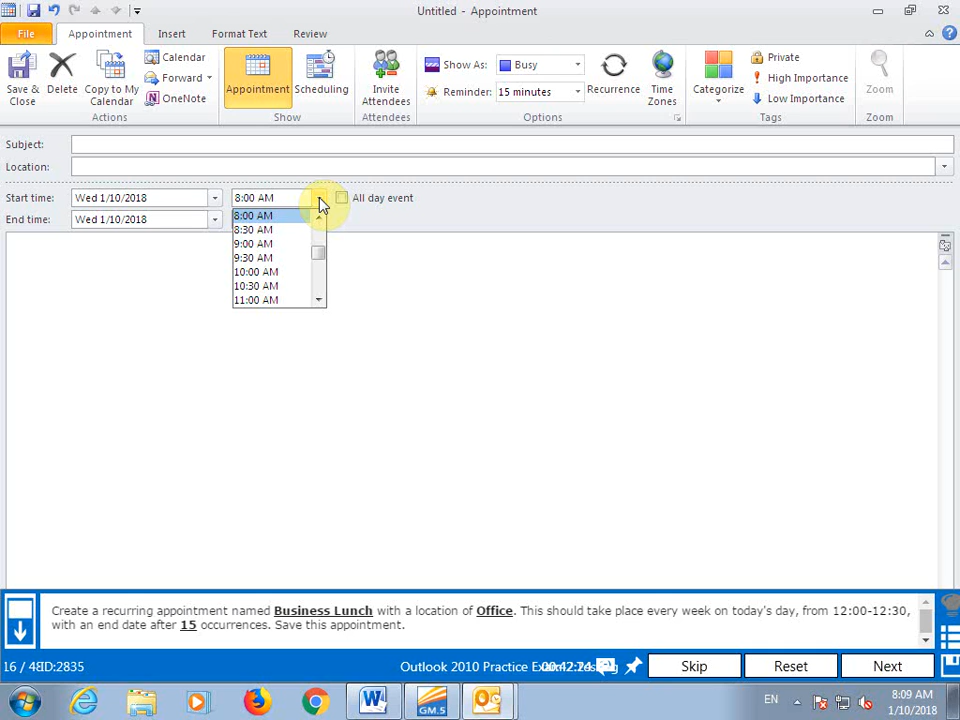 Untitled - Appointment
File Appointment Insert Format Text Review
Save & Close
Delete
Copy to My Calendar
Calendar
Forward
OneNote
Actions
Appointment
Scheduling
Show
Invite Attendees
Attendees
Show As: Busy
Reminder: 15 minutes
Recurrence
Time Zones
Options
Categorize
Private
High Importance
Low Importance
Tags
Zoom
Zoom
Subject:
Location:
Start time: Wed 1/10/2018 8:00 AM All day event
End time: Wed 1/10/2018
8:00 AM
8:30 AM
9:00 AM
9:30 AM
10:00 AM
10:30 AM
11:00 AM
Create a recurring appointment named Business Lunch with a location of Office. This should take place every week on today's day, from 12:00-12:30,
with an end date after 15 occurrences. Save this appointment.
16 / 48 ID:2835 Outlook 2010 Practice 00:42:24 Skip Reset Next
W GM.5 EN 8:09 AM
1/10/2018